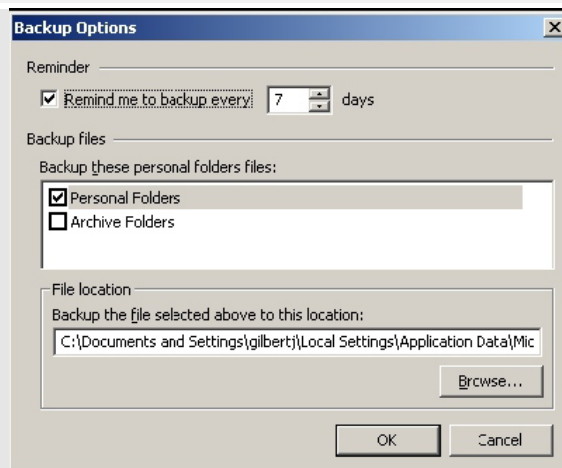 Backup Options
Reminder
Remind me to backup every 7 days
Backup files
Backup these personal folders files:
Personal Folders
Archive Folders
File location
Backup the file selected above to this location:
C:\Documents and Settings\gilbertj\Local Settings\Application Data\Mic
Browse...
OK Cancel